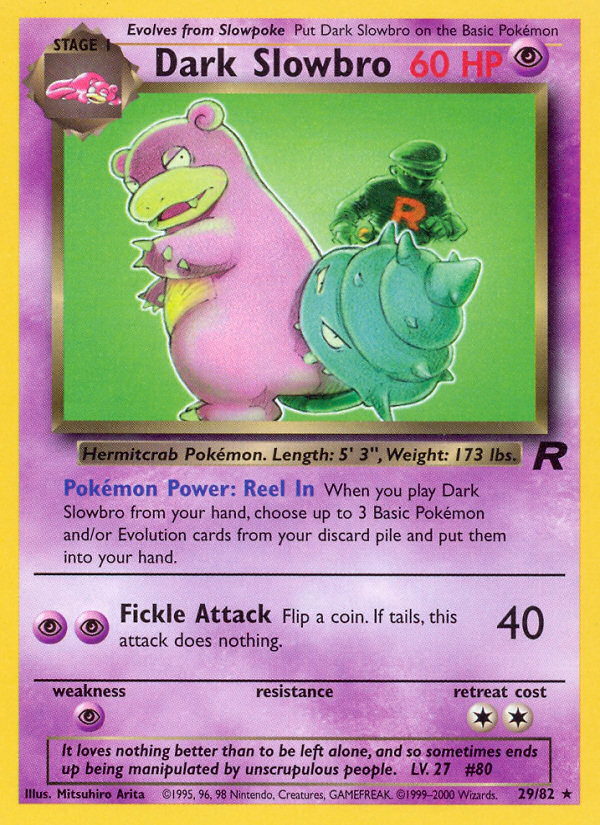 Evolves from Slowpoke Put Dark Slowbro on the Basic Pokémon
STAGE 1
Dark Slowbro 60 HP
R
Hermitcrab Pokémon. Length: 5' 3", Weight: 173 lbs.
R
Pokémon Power: Reel In When you play Dark
Slowbro from your hand, choose up to 3 Basic Pokémon
and/or Evolution cards from your discard pile and put them
into your hand.
Fickle Attack Flip a coin. If tails, this
attack does nothing.
40
weakness resistance retreat cost
It loves nothing better than to be left alone, and so sometimes ends
up being manipulated by unscrupulous people. LV. 27 #80
Illus. Mitsuhiro Arita ©1995, 96, 98 Nintendo, Creatures, GAMEFREAK. ©1999–2000 Wizards. 29/82 ★